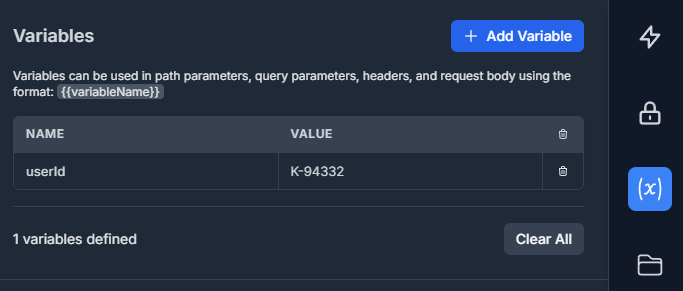 Variables
+ Add Variable
Variables can be used in path parameters, query parameters, headers, and request body using the
format: {{variableName}}
NAME VALUE
userId K-94332
1 variables defined
Clear All
(x)